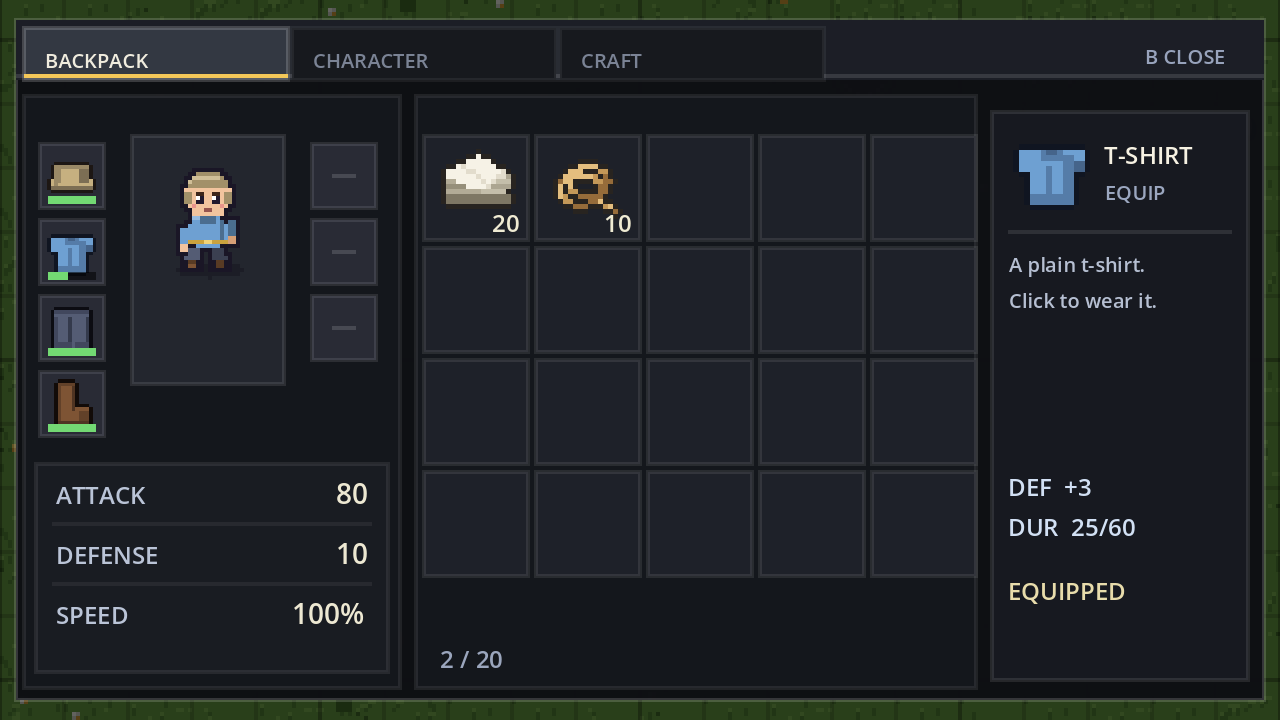 BACKPACK
CHARACTER
CRAFT
B CLOSE
20
10
T-SHIRT
EQUIP
A plain t-shirt.
Click to wear it.
DEF +3
DUR 25/60
EQUIPPED
ATTACK 80
DEFENSE 10
SPEED 100%
2 / 20